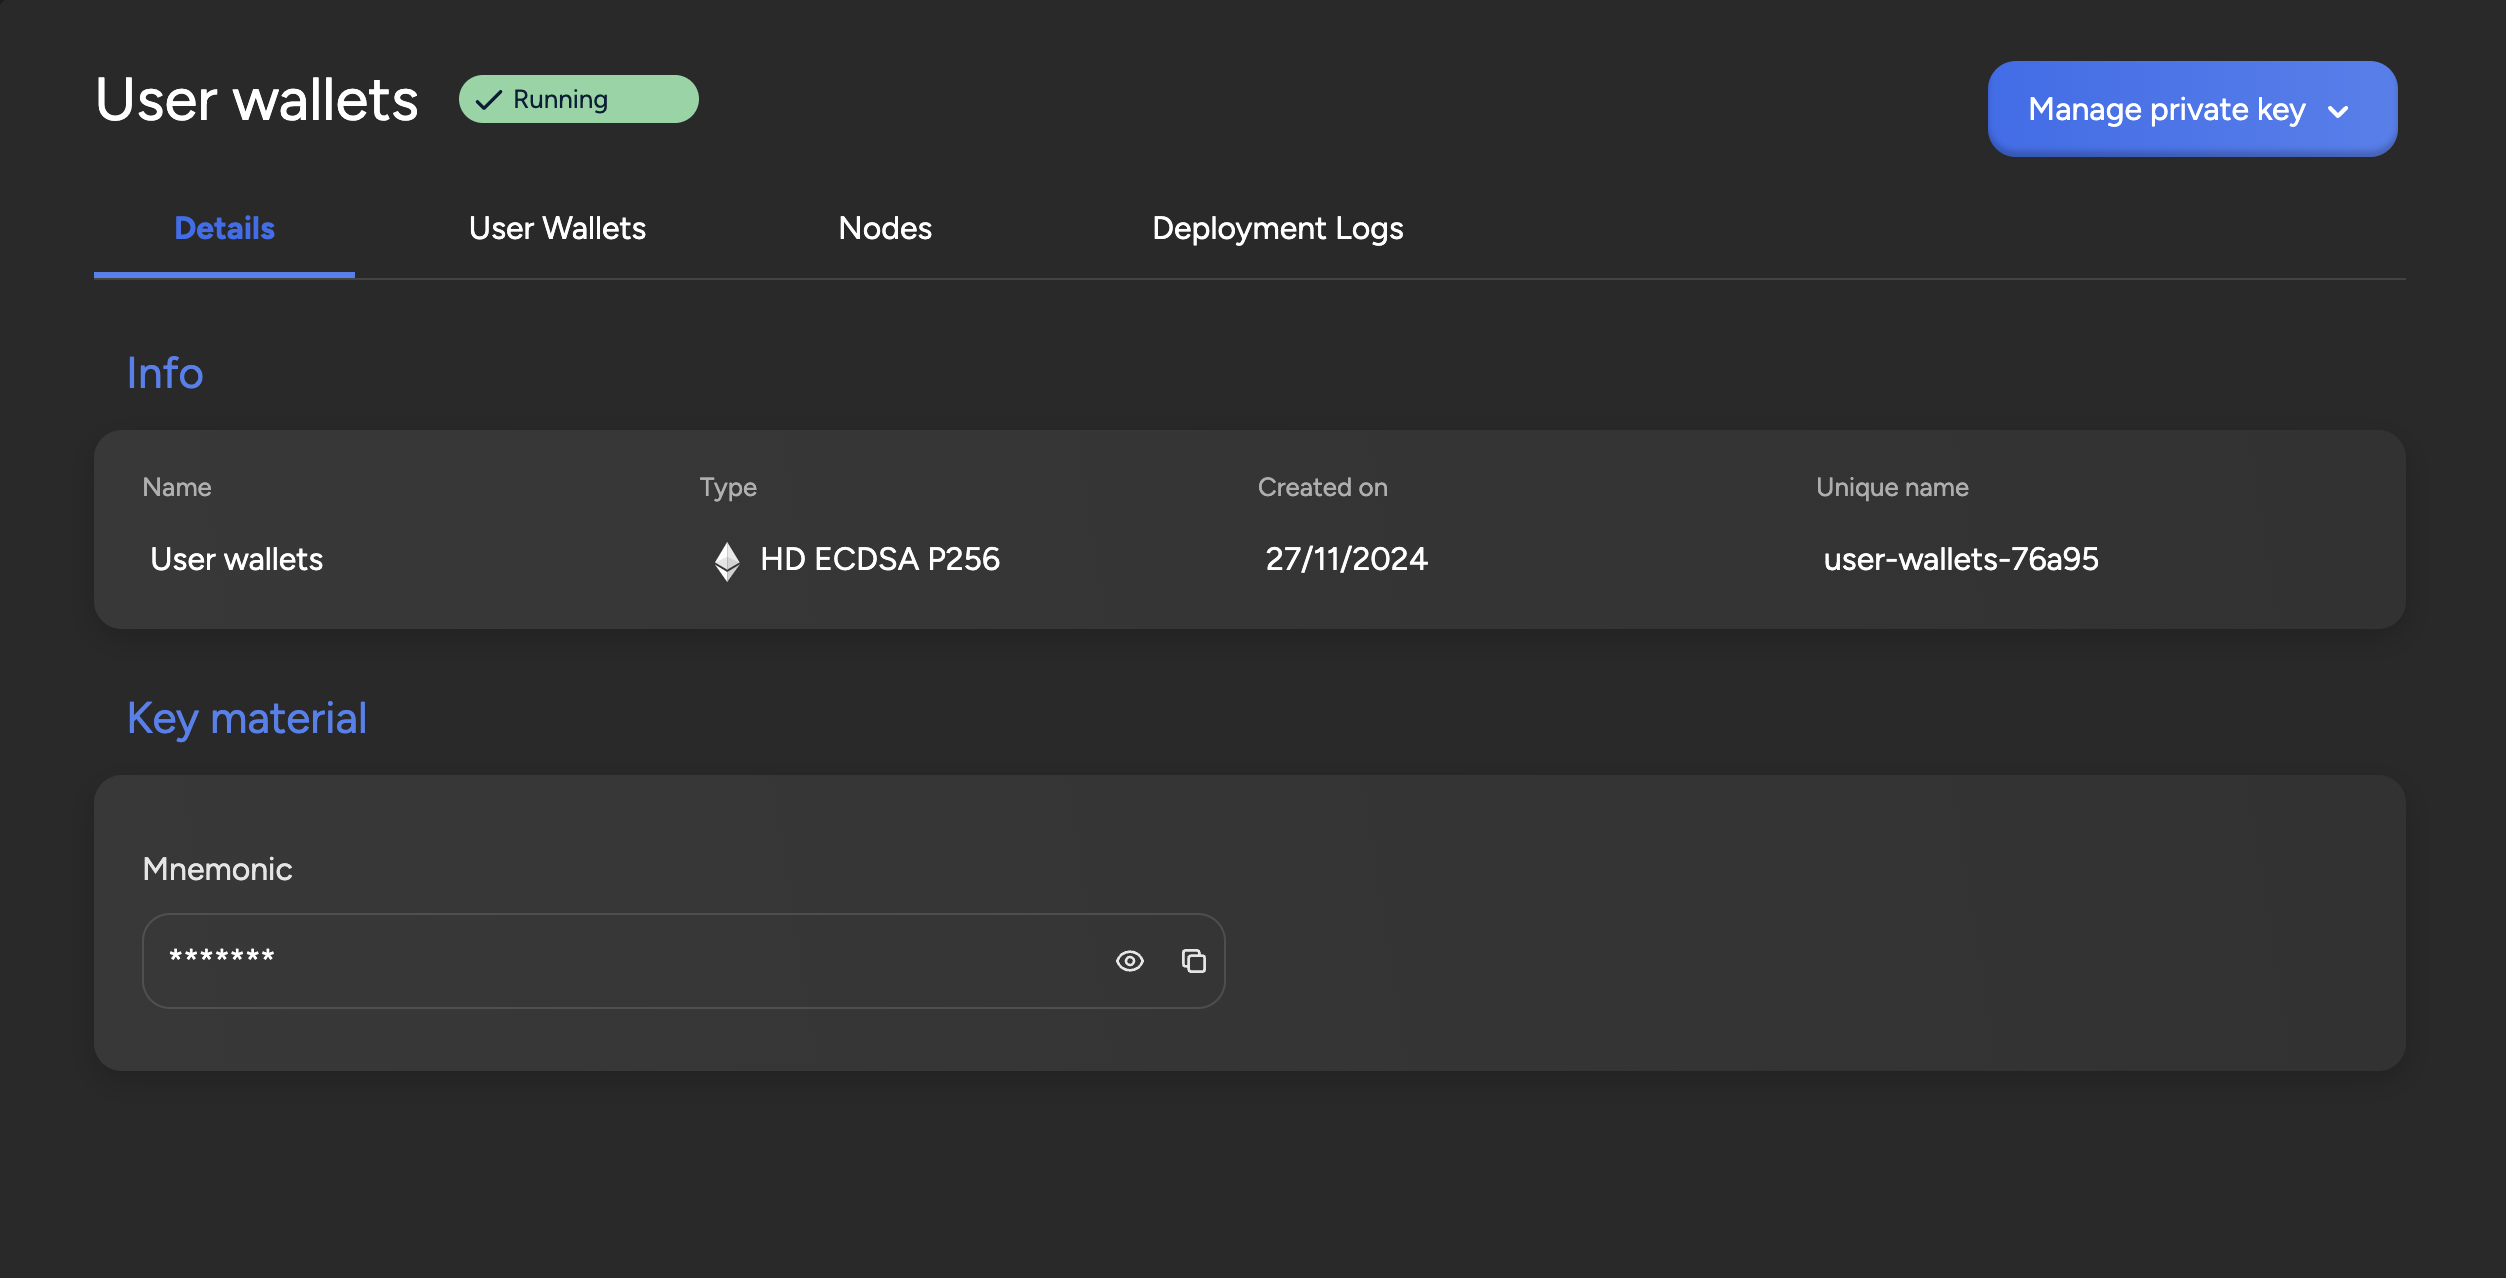 User wallets
Running
Manage private key
Details
User Wallets
Nodes
Deployment Logs
Info
Name
Type
Created on
Unique name
User wallets
HD ECDSA P256
27/11/2024
user-wallets-76a95
Key material
Mnemonic
*******